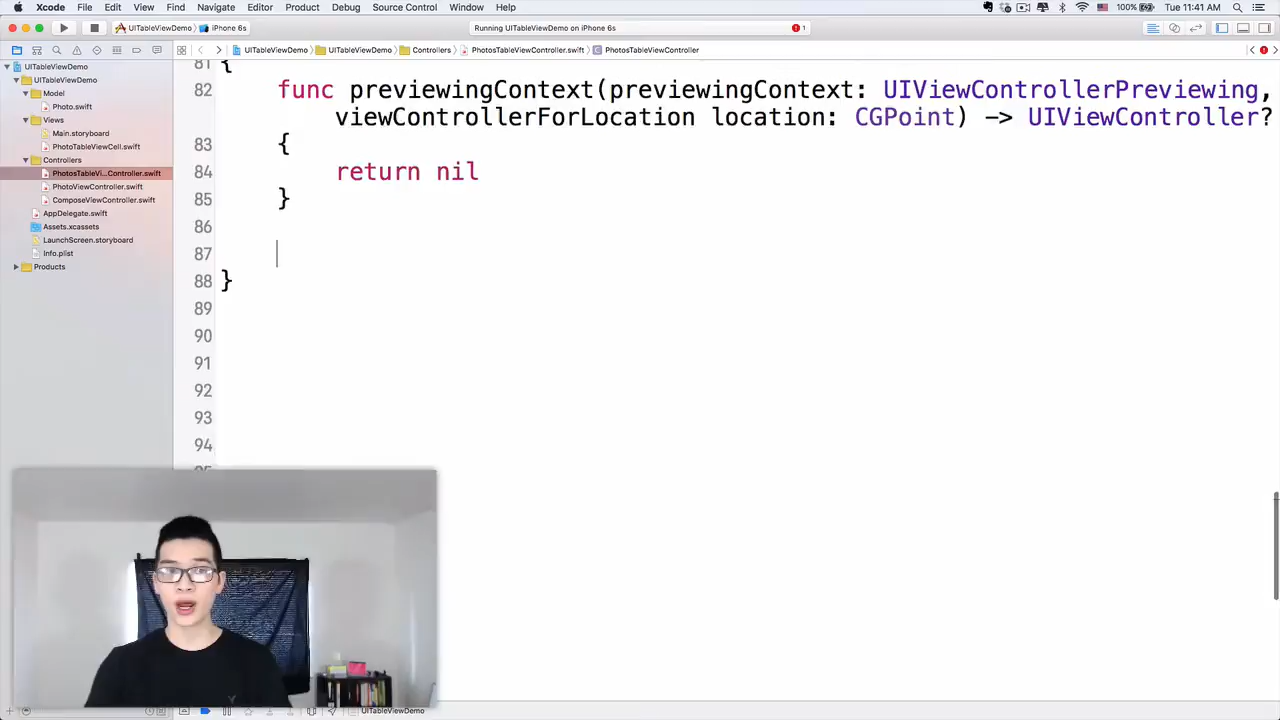 Xcode File Edit View Find Navigate Editor Product Debug Source Control Window Help 100% Tue 11:41 AM
UITableViewDemo iPhone 6s Running UITableViewDemo on iPhone 6s 1
UITableViewDemo UITableViewDemo Controllers PhotosTableViewController.swift C PhotosTableViewController
UITableViewDemo
UITableViewDemo
Model
Photo.swift
Views
Main.storyboard
PhotoTableViewCell.swift
Controllers
PhotosTableVi...Controller.swift
PhotoViewController.swift
ComposeViewController.swift
AppDelegate.swift
Assets.xcassets
LaunchScreen.storyboard
Info.plist
Products
81 {
82 func previewingContext(previewingContext: UIViewControllerPreviewing,
viewControllerForLocation location: CGPoint) -> UIViewController?
83 {
84 return nil
85 }
86
87
88 }
89
90
91
92
93
94
UITableViewDemo